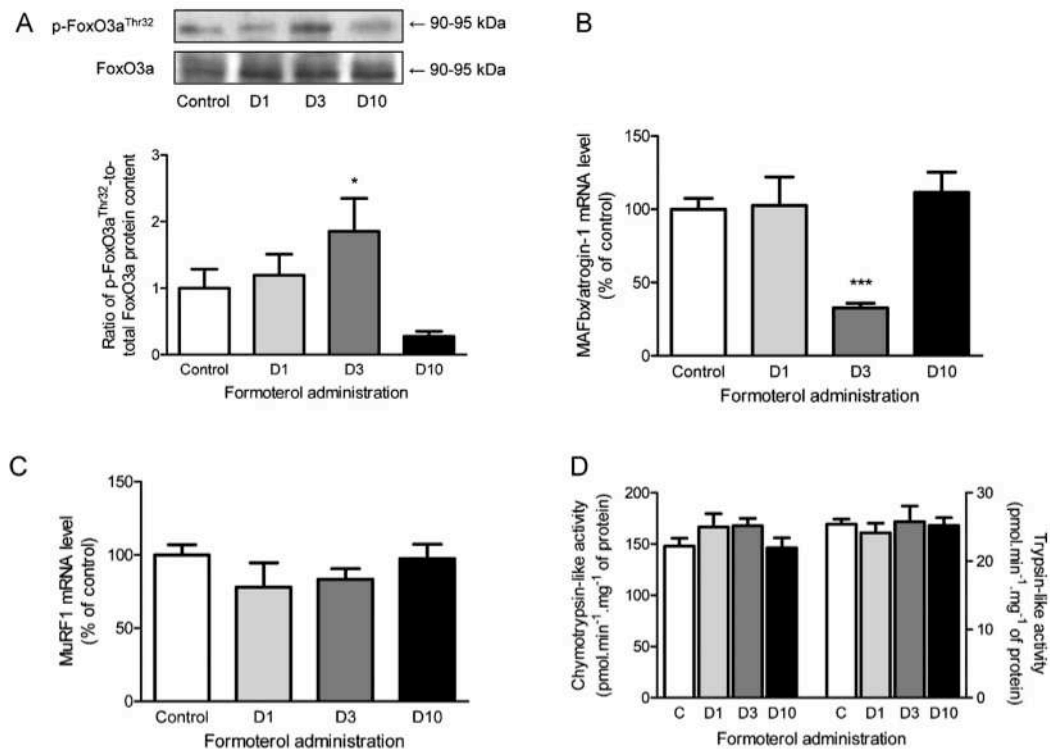 A
p-FoxO3aThr32
← 90-95 kDa
FoxO3a
← 90-95 kDa
Control D1 D3 D10
Ratio of p-FoxO3aThr32-to-
total FoxO3a protein content
3
2
1
0
*
Control D1 D3 D10
Formoterol administration
B
MAFbx/atrogin-1 mRNA level
(% of control)
150
100
50
0
***
Control D1 D3 D10
Formoterol administration
C
MuRF1 mRNA level
(% of control)
150
100
50
0
Control D1 D3 D10
Formoterol administration
D
Chymotrypsin-like activity
(pmol.min-1.mg-1 of protein)
200
150
100
50
0
30
20
10
0
Trypsin-like activity
(pmol.min-1.mg-1 of protein)
C D1 D3 D10 C D1 D3 D10
Formoterol administration